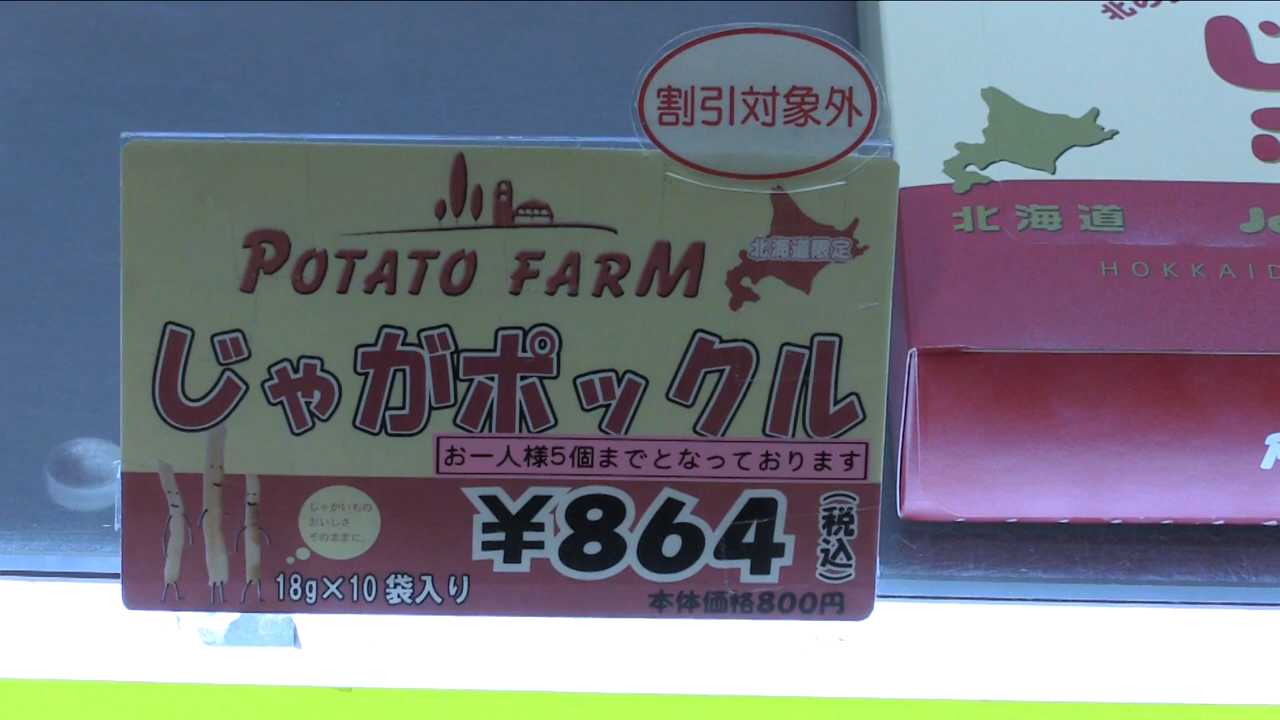 割引対象外
POTATO FARM
北海道限定
じゃがポックル
お一人様5個までとなっております
じゃがいもの
おいしさ
そのままに。
¥864
(税込)
18g×10袋入り
本体価格800円
北海道
HOKKAID